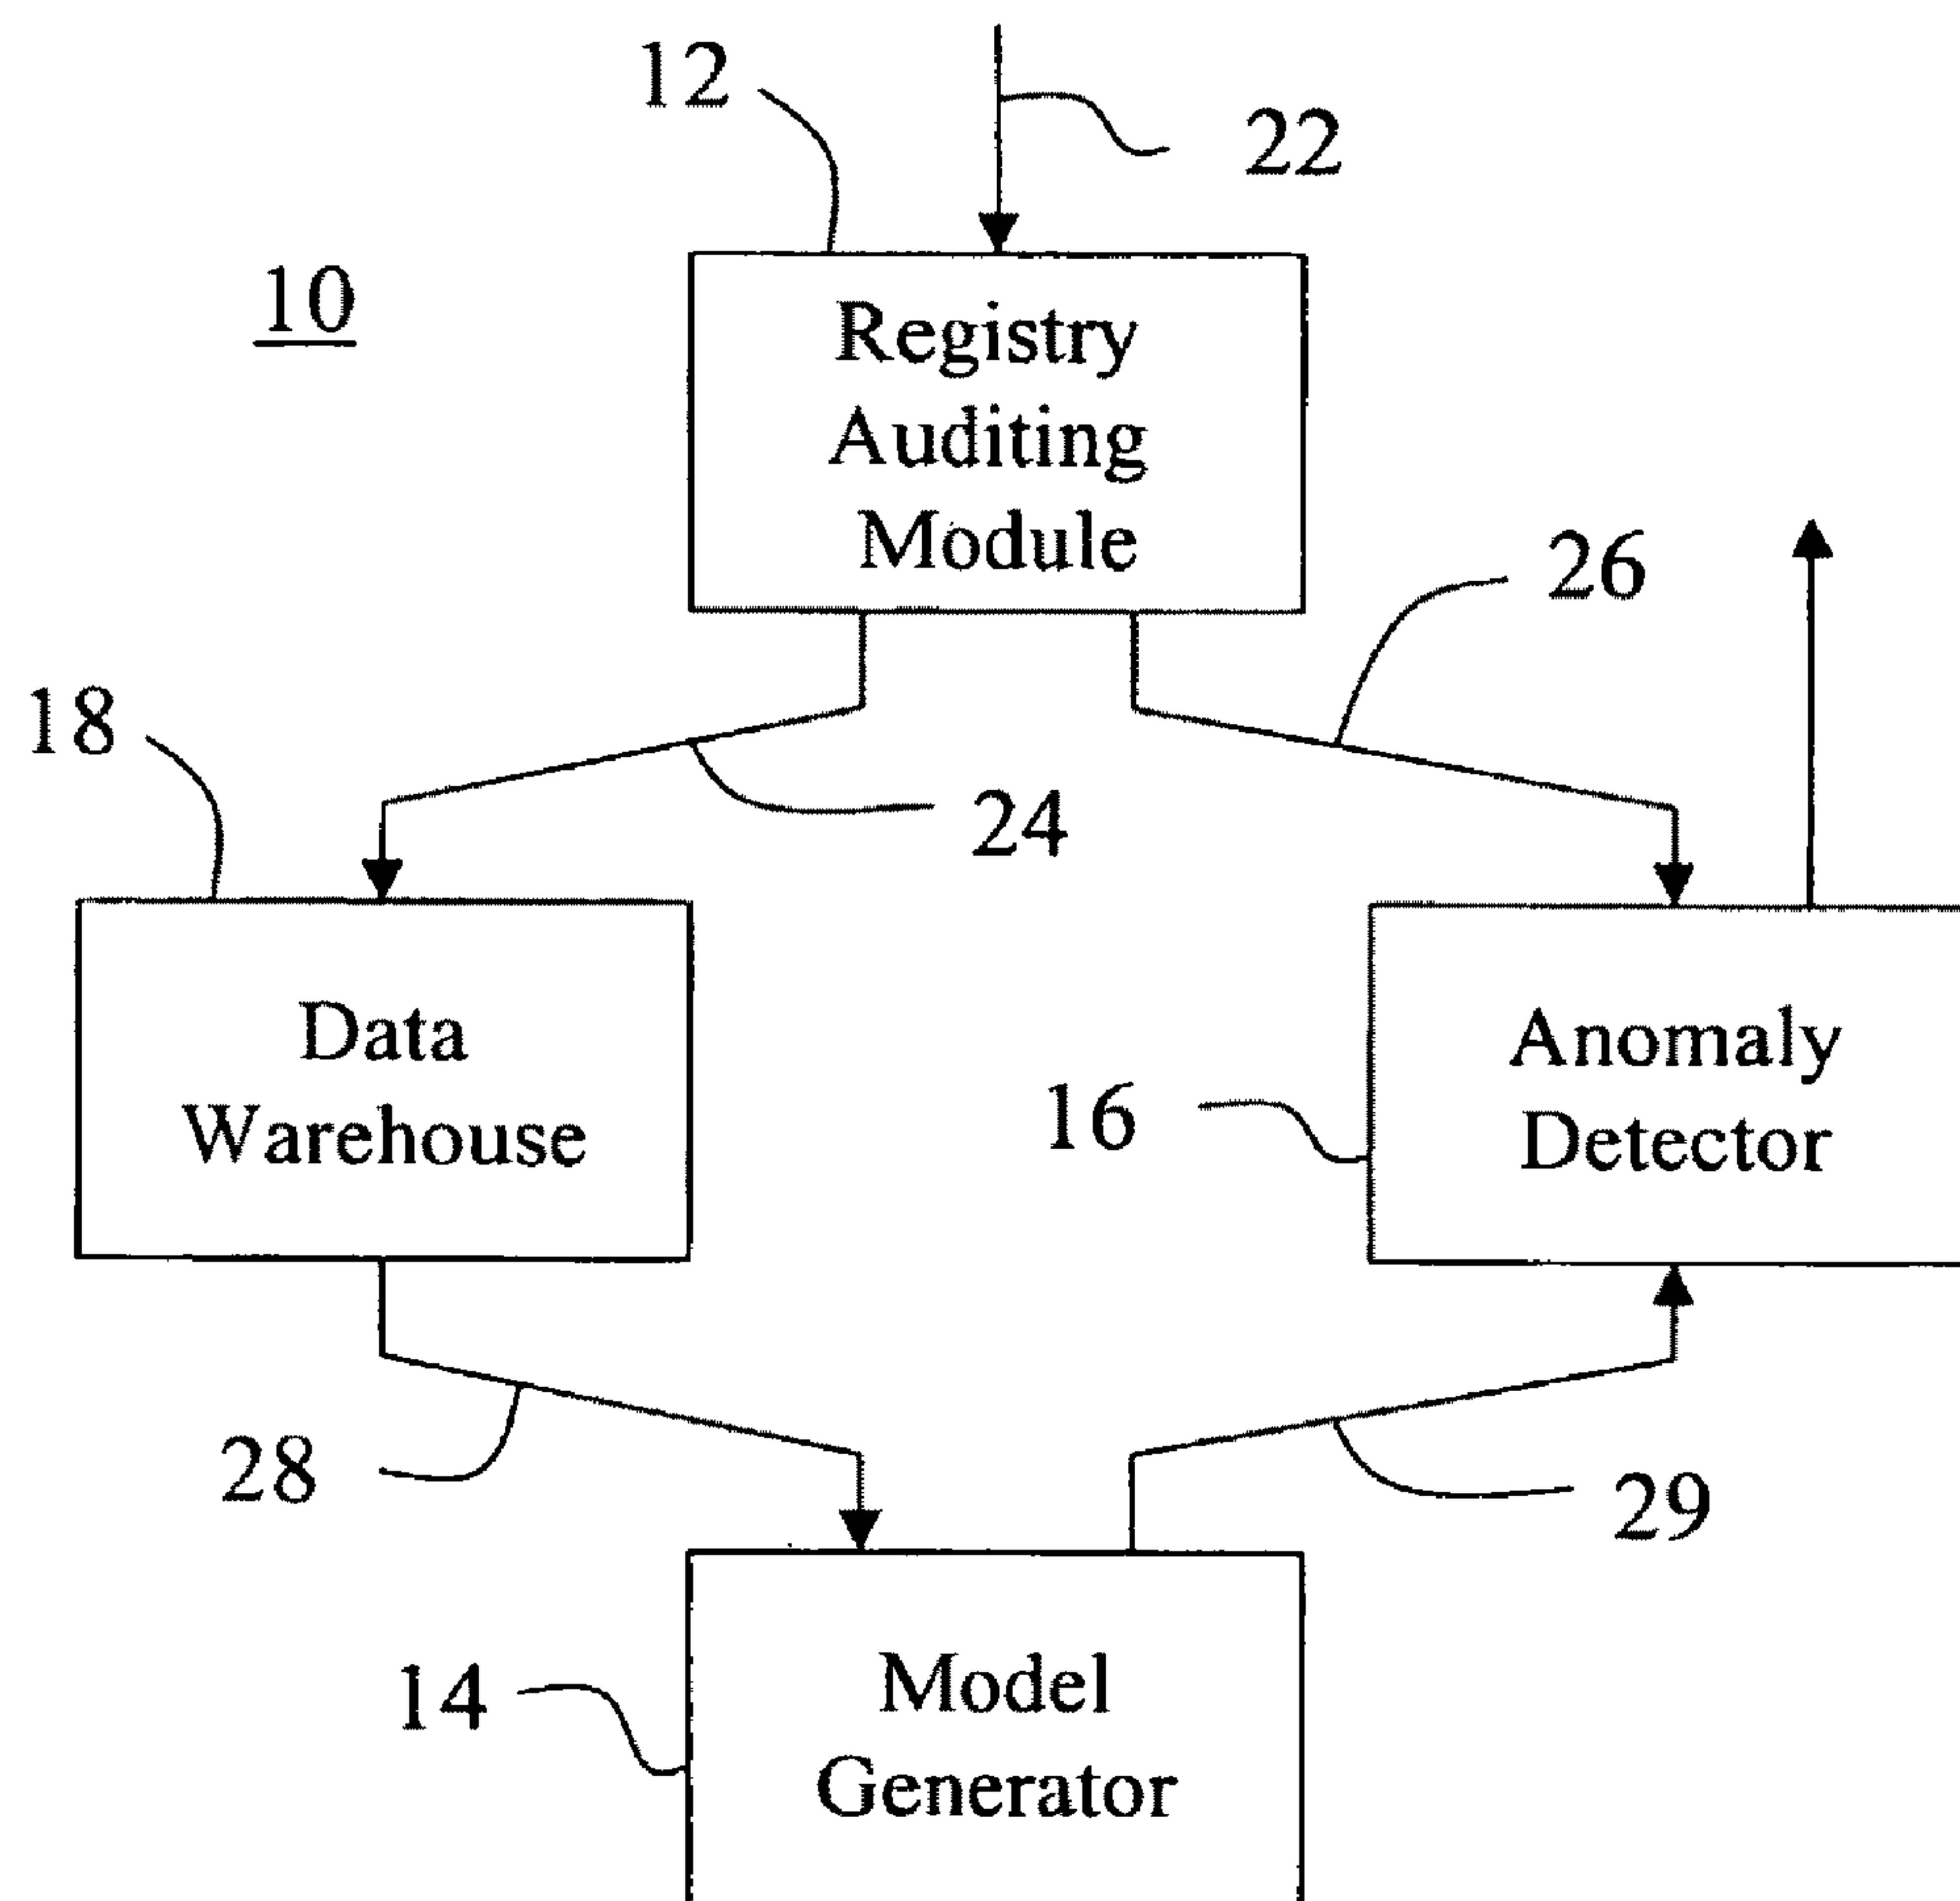 12
22
10
Registry
Auditing
Module
26
18
24
Data
Warehouse
Anomaly
Detector
16
28
29
14
Model
Generator